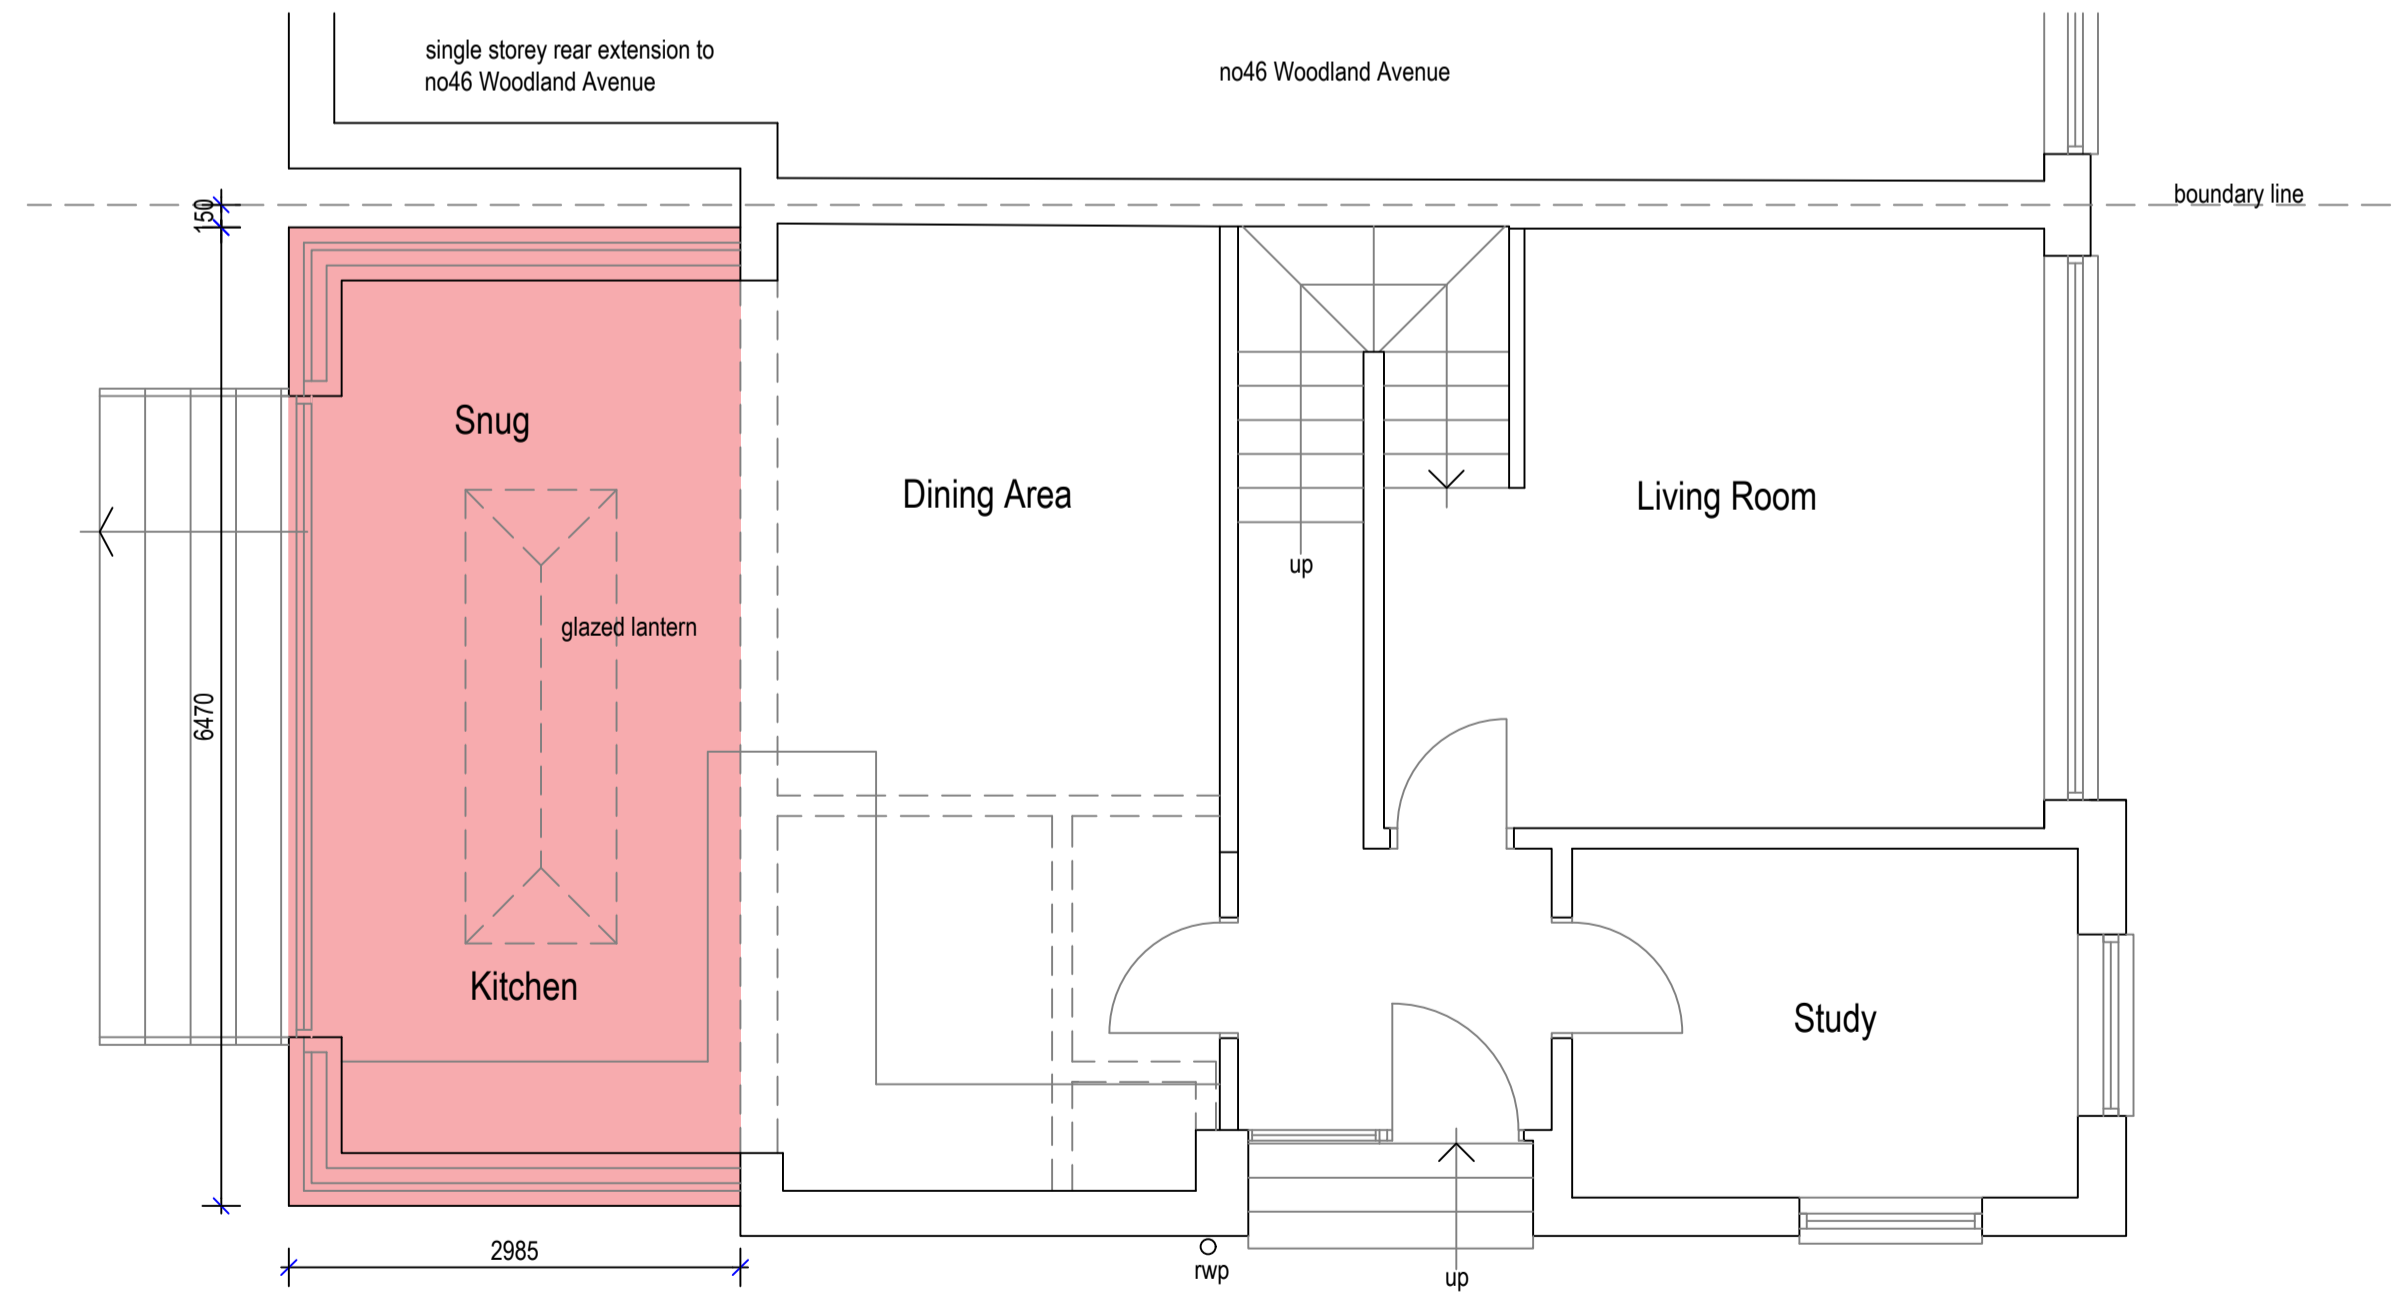 single storey rear extension to
no46 Woodland Avenue
no46 Woodland Avenue
boundary line
150
Snug
Dining Area
Living Room
up
glazed lantern
6470
Kitchen
Study
2985
rwp
up